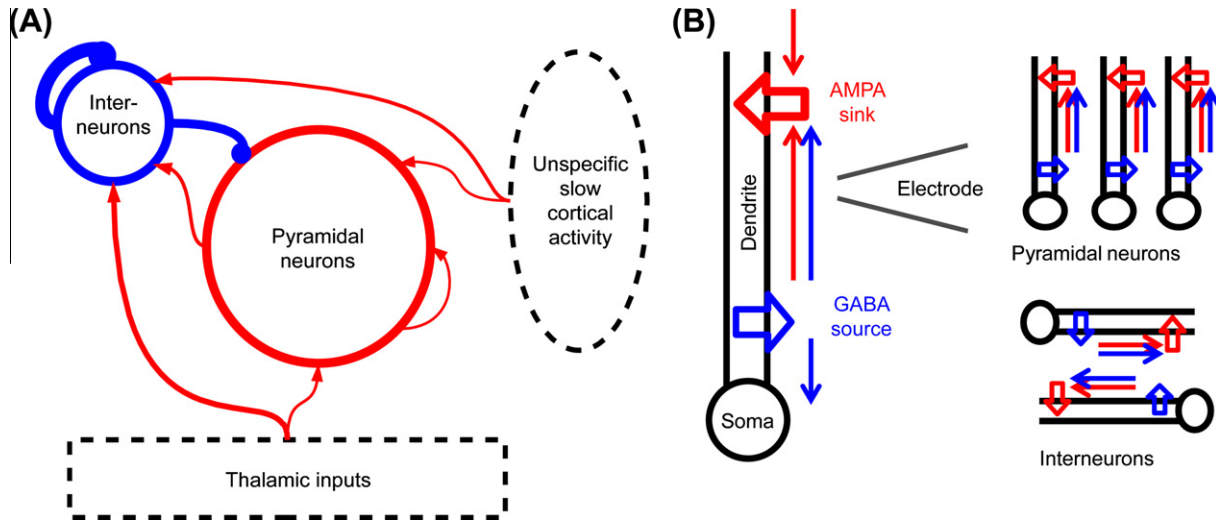 (A)
Inter-
neurons
Pyramidal
neurons
Unspecific
slow
cortical
activity
Thalamic inputs
(B)
AMPA
sink
Dendrite
Electrode
GABA
source
Soma
Pyramidal neurons
Interneurons